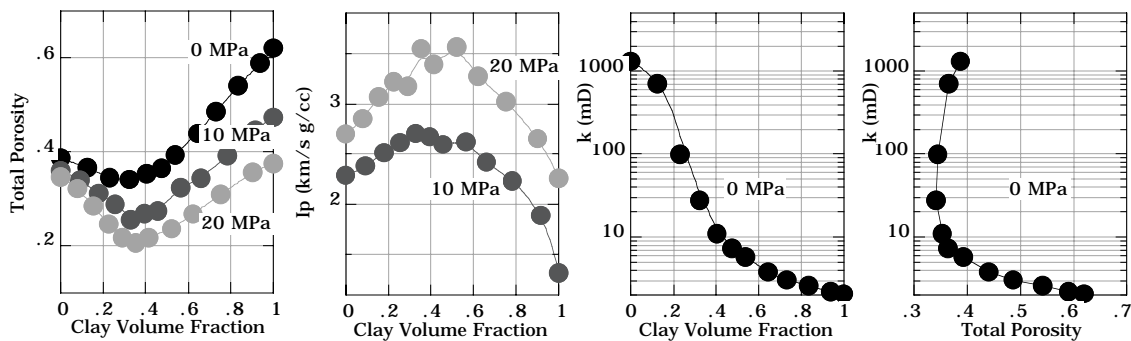 .6
.4
.2
Total Porosity
0 MPa
10 MPa
20 MPa
0 .2 .4 .6 .8 1
Clay Volume Fraction
3
2
Ip (km/s g/cc)
20 MPa
10 MPa
0 .2 .4 .6 .8 1
Clay Volume Fraction
1000
100
10
k (mD)
0 MPa
0 .2 .4 .6 .8 1
Clay Volume Fraction
1000
100
10
k (mD)
0 MPa
.3 .4 .5 .6 .7
Total Porosity